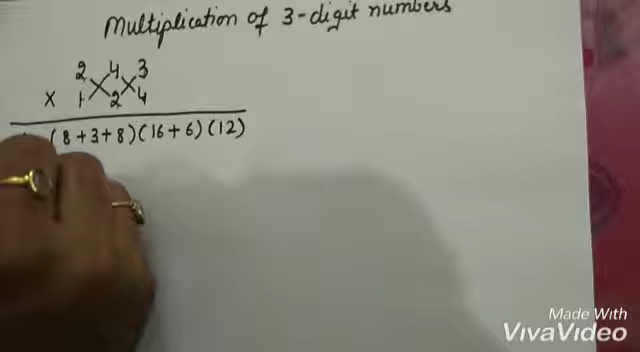 Multiplication of 3-digit numbers
2 4 3
x 1 2 4
(8+3+8)(16+6)(12)
Made With
VivaVideo